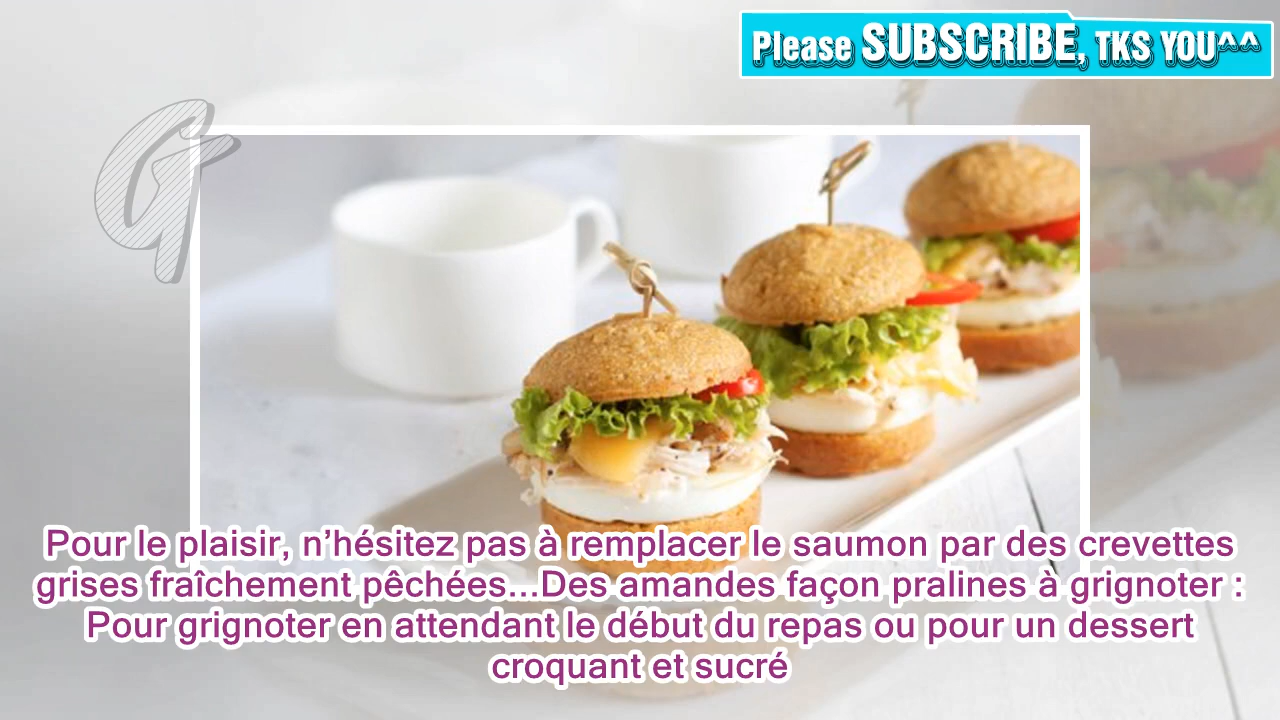 Please SUBSCRIBE, TKS YOU^^
G
Pour le plaisir, n’hésitez pas à remplacer le saumon par des crevettes
grises fraîchement pêchées...Des amandes façon pralines à grignoter :
Pour grignoter en attendant le début du repas ou pour un dessert
croquant et sucré